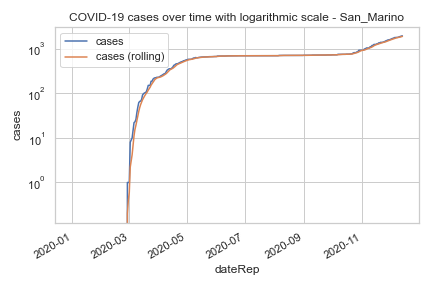 COVID-19 cases over time with logarithmic scale - San_Marino
cases
cases (rolling)
10³
10²
10¹
10⁰
cases
2020-01
2020-03
2020-05
2020-07
2020-09
2020-11
dateRep